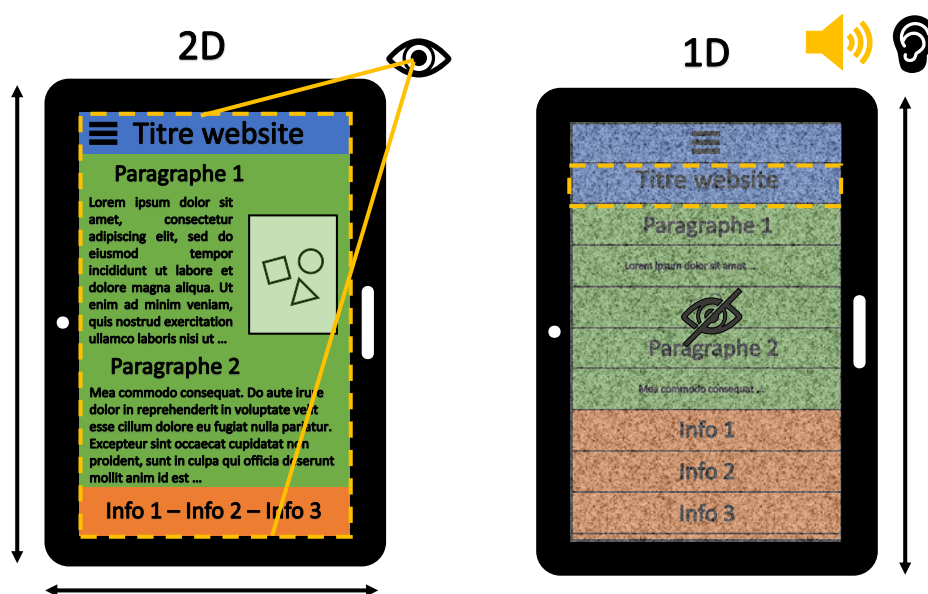 2D
Titre website
Paragraphe 1
Lorem ipsum dolor sit
amet, consectetur
adipiscing elit, sed do
eiusmod tempor
incididunt ut labore et
dolore magna aliqua. Ut
enim ad minim veniam,
quis nostrud exercitation
ullamco laboris nisi ut ...
Paragraphe 2
Mea commodo consequat. Do aute irure
dolor in reprehenderit in voluptate velit
esse cillum dolore eu fugiat nulla pariatur.
Excepteur sint occaecat cupidatat non
proident, sunt in culpa qui officia deserunt
mollit anim id est ...
Info 1 – Info 2 – Info 3
1D
Titre website
Paragraphe 1
Lorem ipsum dolor sit amet ...
Paragraphe 2
Mea commodo consequat ...
Info 1
Info 2
Info 3